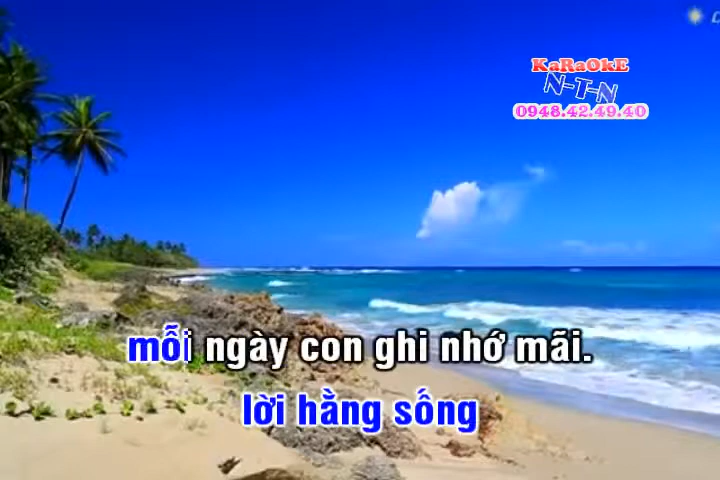 KaRaOkE
N-T-N
0948.42.49.40
mỗi ngày con ghi nhớ mãi.
lời hằng sống